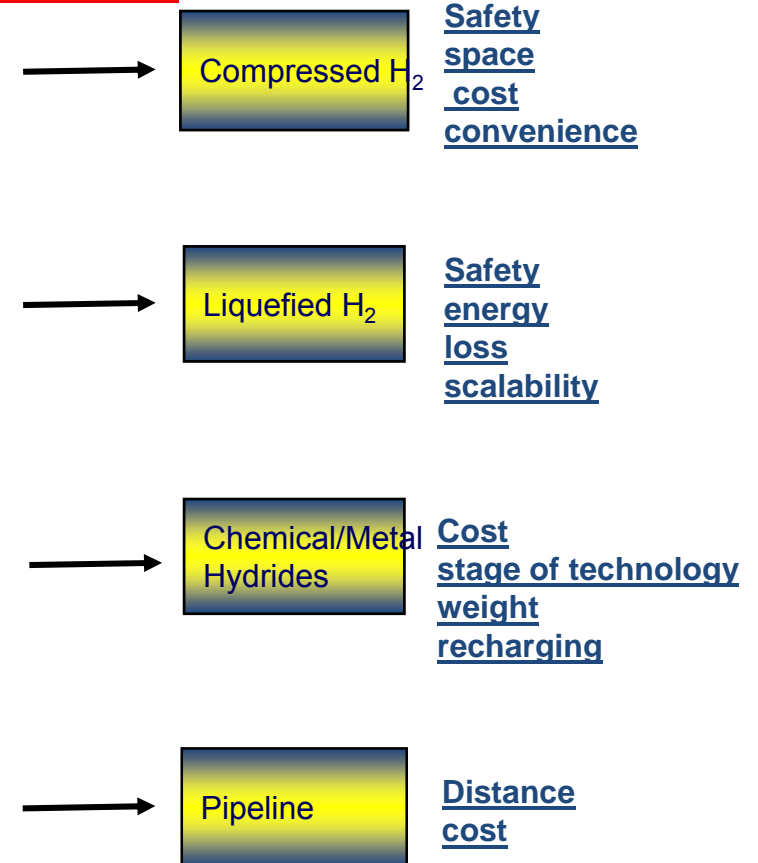 Compressed H₂
Safety
space
cost
convenience
Liquefied H₂
Safety
energy
loss
scalability
Chemical/Metal
Hydrides
Cost
stage of technology
weight
recharging
Pipeline
Distance
cost